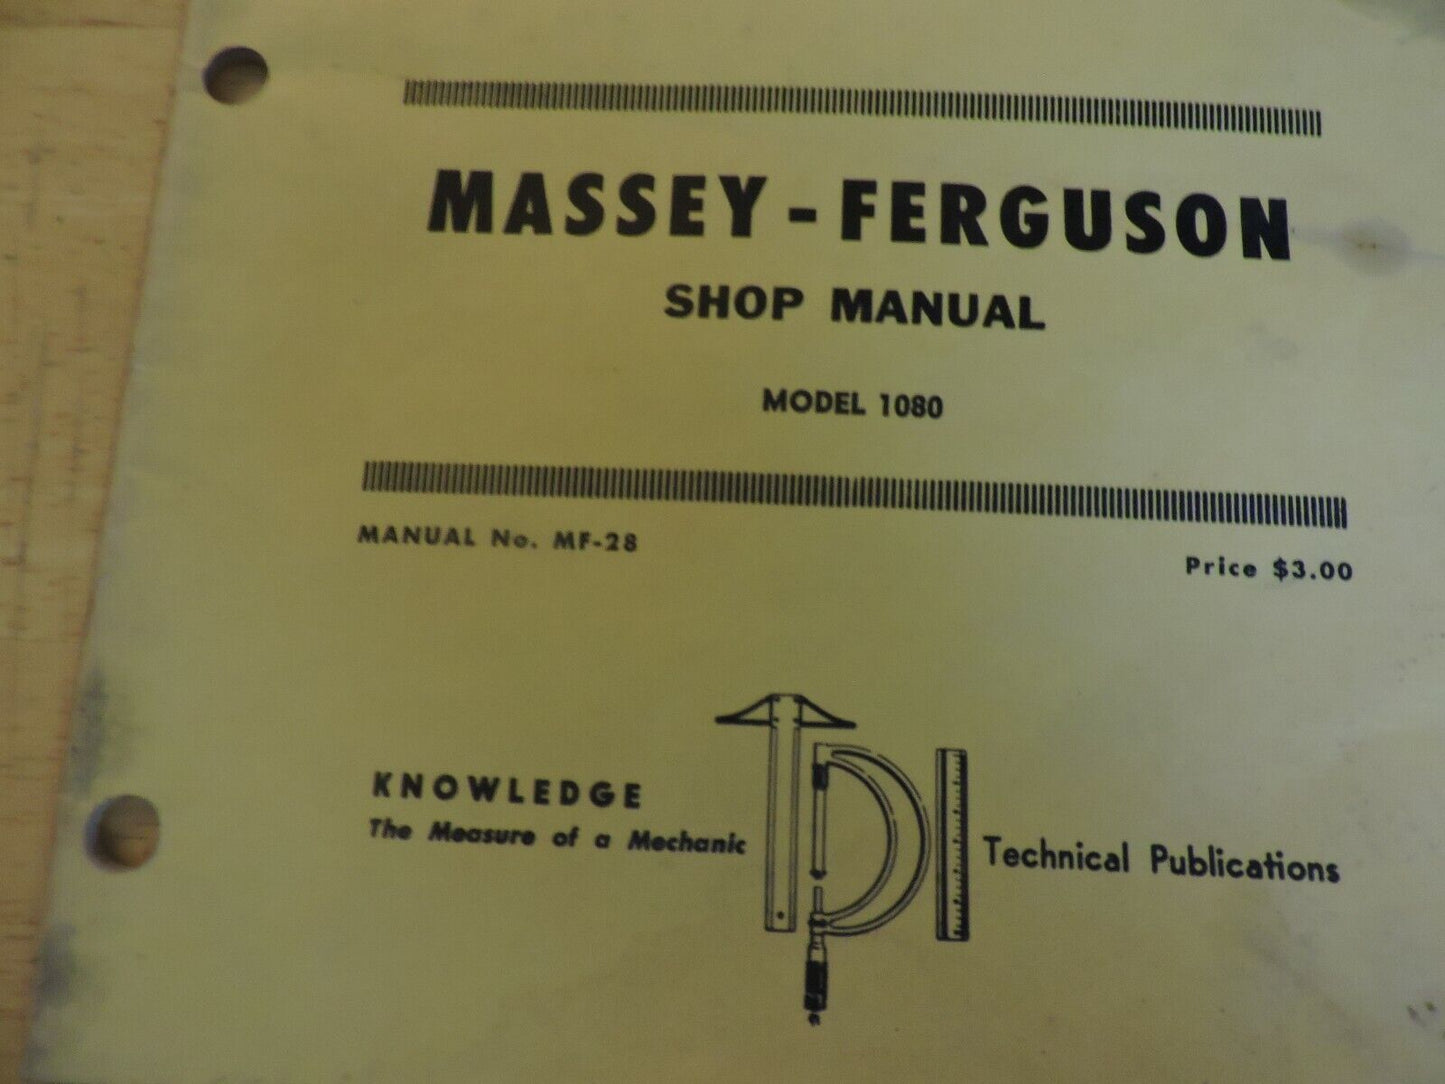 MASSEY-FERGUSON
SHOP MANUAL
MODEL 1080
MANUAL No. MF-28
Price $3.00
KNOWLEDGE
The Measure of a Mechanic
TPI
Technical Publications